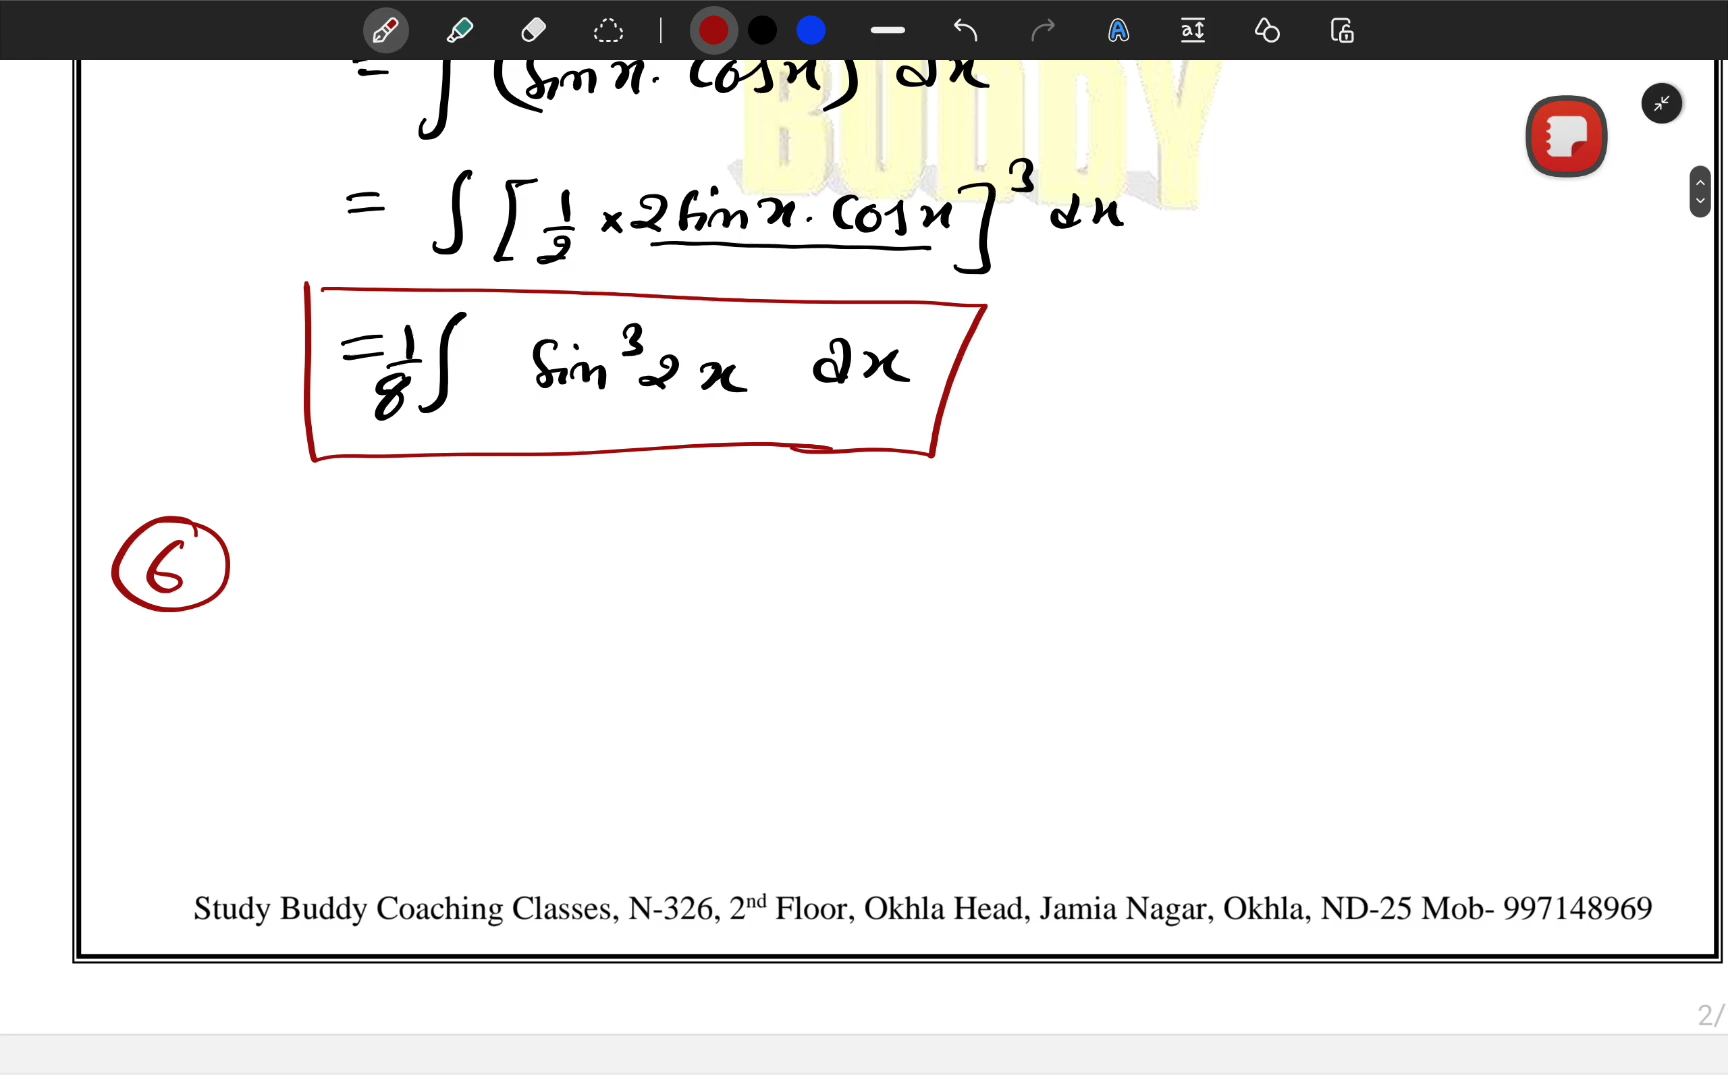 = ∫ (sin x. cos x) dx
BUDDY
= ∫ [1/2 × 2 sin x. cos x]³ dx
= 1/8 ∫ sin³ 2x dx
6
Study Buddy Coaching Classes, N-326, 2nd Floor, Okhla Head, Jamia Nagar, Okhla, ND-25 Mob- 997148969
2/